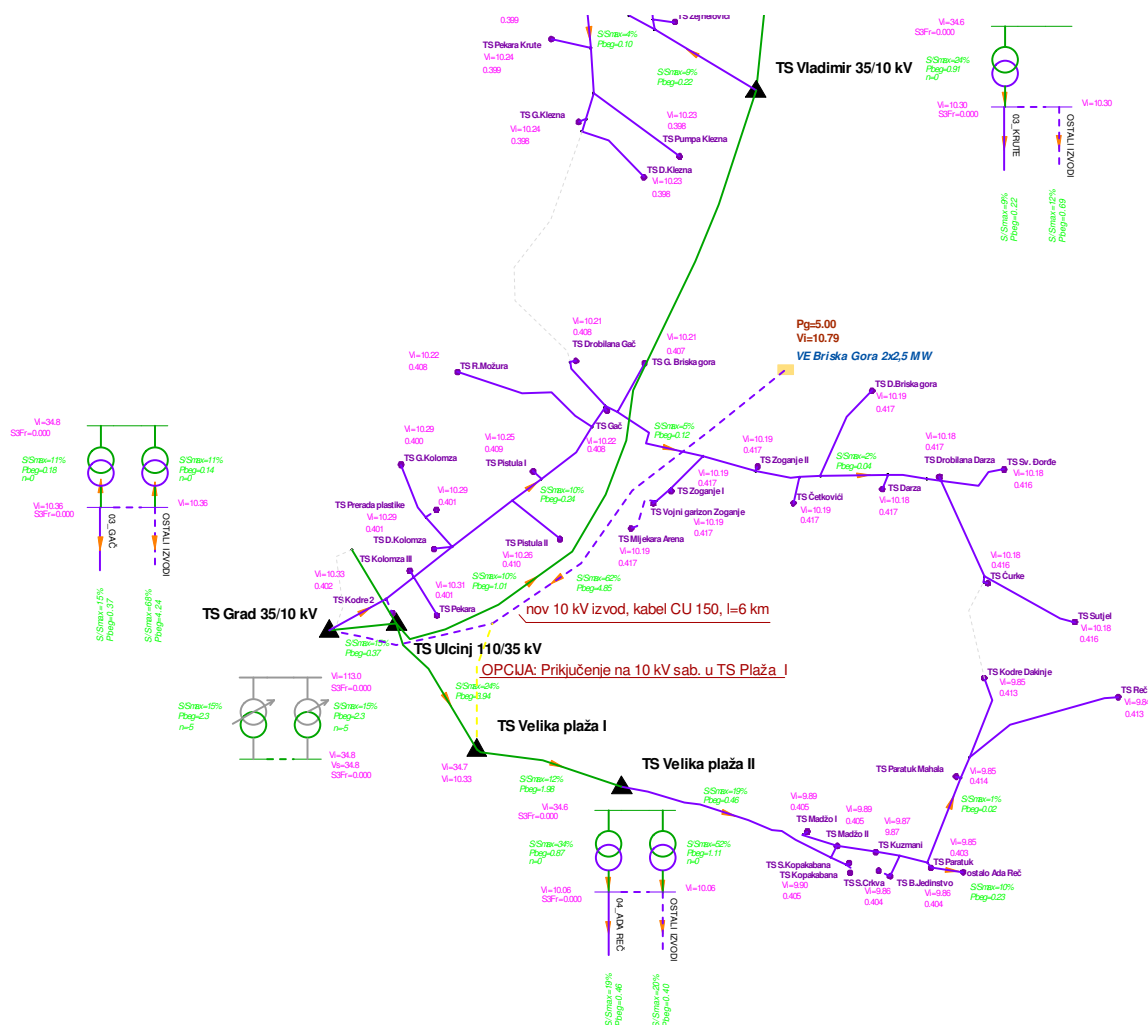 0.399
TS Pekara Krute
Vi=10.24
0.399
S/Smax=4%
Pbeg=0.10
TS Zejnelovići
S/Smax=9%
Pbeg=0.22
TS Vladimir 35/10 kV
TS G.Klezna
Vi=10.24
0.398
Vi=10.23
0.398
TS Pumpa Klezna
TS D.Klezna
Vi=10.23
0.398
Vi=34.6
S3Fr=0.000
S/Smax=24%
Pbeg=0.91
n=0
Vi=10.30
S3Fr=0.000
Vi=10.30
03_KRUTE
OSTALI IZVODI
S/Smax=9%
Pbeg=0.22
S/Smax=12%
Pbeg=0.69
Pg=5.00
Vi=10.79
VE Briska Gora 2x2,5 MW
Vi=10.21
0.408
TS Drobilana Gač
Vi=10.21
0.407
TS G. Briska gora
Vi=10.22
0.408
TS R.Možura
TS Gač
Vi=10.22
0.408
S/Smax=5%
Pbeg=0.12
TS D.Briska gora
Vi=10.19
0.417
Vi=10.19
0.417
TS Zoganje II
S/Smax=2%
Pbeg=0.04
Vi=10.18
0.417
TS Drobilana Darza
TS Sv. Đorđe
Vi=10.18
0.416
TS Darza
Vi=10.18
0.417
TS Četkovići
Vi=10.19
0.417
Vi=10.19
0.417
TS Zoganje I
TS Vojni garizon Zoganje
Vi=10.19
0.417
TS Mljekara Arena
Vi=10.19
0.417
Vi=34.8
S3Fr=0.000
S/Smax=11%
Pbeg=0.18
n=0
S/Smax=11%
Pbeg=0.14
n=0
Vi=10.36
S3Fr=0.000
Vi=10.36
03_GAČ
OSTALI IZVODI
S/Smax=15%
Pbeg=0.37
S/Smax=68%
Pbeg=4.24
Vi=10.29
0.400
TS G.Kolomza
Vi=10.25
0.409
TS Pistula I
S/Smax=10%
Pbeg=0.24
Vi=10.29
0.401
TS Prerada plastike
Vi=10.29
0.401
TS D.Kolomza
TS Pistula II
Vi=10.26
0.410
TS Kolomza III
Vi=10.33
0.402
Vi=10.31
0.401
TS Kodre 2
TS Pekara
S/Smax=10%
Pbeg=1.01
S/Smax=62%
Pbeg=4.85
Vi=10.18
0.416
TS Ćurke
TS Sutjel
Vi=10.18
0.416
TS Grad 35/10 kV
S/Smax=15%
Pbeg=0.37
TS Ulcinj 110/35 kV
nov 10 kV izvod, kabel CU 150, l=6 km
OPCIJA: Prikjučenje na 10 kV sab. u TS Plaža I
S/Smax=24%
Pbeg=3.94
Vi=113.0
S3Fr=0.000
S/Smax=15%
Pbeg=2.3
n=5
S/Smax=15%
Pbeg=2.3
n=5
Vi=34.8
Vs=34.8
S3Fr=0.000
TS Velika plaža I
Vi=34.7
Vi=10.33
S/Smax=12%
Pbeg=1.98
TS Velika plaža II
S/Smax=19%
Pbeg=0.46
TS Kodre Dakinje
Vi=9.85
0.413
TS Reč
Vi=9.84
0.413
TS Paratuk Mahala
Vi=9.85
0.414
S/Smax=1%
Pbeg=0.02
Vi=34.6
S3Fr=0.000
S/Smax=34%
Pbeg=0.87
n=0
S/Smax=52%
Pbeg=1.11
n=0
Vi=10.06
S3Fr=0.000
Vi=10.06
04_ADA REČ
OSTALI IZVODI
S/Smax=19%
Pbeg=0.46
S/Smax=20%
Pbeg=0.40
Vi=9.89
0.405
TS Madžo I
Vi=9.89
0.405
TS Madžo II
Vi=9.87
9.87
TS Kuzmani
Vi=9.85
0.403
TS Paratuk
ostalo Ada Reč
S/Smax=10%
Pbeg=0.23
TS S.Kopakabana
TS Kopakabana
Vi=9.90
0.405
TS S.Crkva
Vi=9.86
0.404
TS B.Jedinstvo
Vi=9.86
0.404